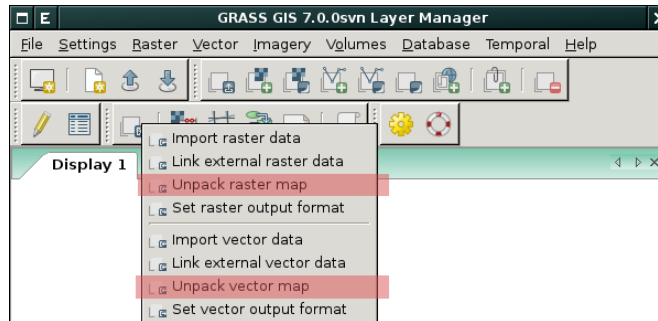 GRASS GIS 7.0.0svn Layer Manager
File Settings Raster Vector Imagery Volumes Database Temporal Help
Display 1
Import raster data
Link external raster data
Unpack raster map
Set raster output format
Import vector data
Link external vector data
Unpack vector map
Set vector output format